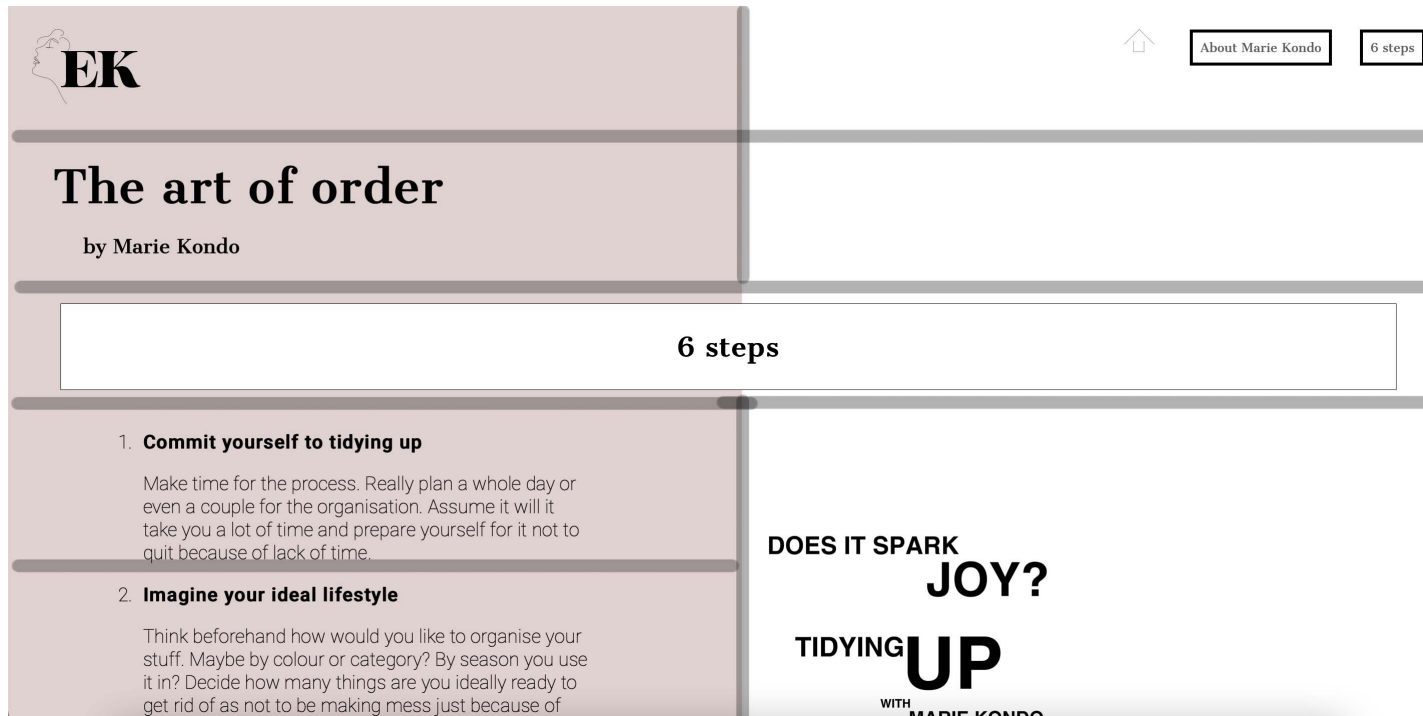 EK
About Marie Kondo
6 steps
The art of order
by Marie Kondo
6 steps
1. Commit yourself to tidying up
Make time for the process. Really plan a whole day or
even a couple for the organisation. Assume it will it
take you a lot of time and prepare yourself for it not to
quit because of lack of time.
2. Imagine your ideal lifestyle
Think beforehand how would you like to organise your
stuff. Maybe by colour or category? By season you use
it in? Decide how many things are you ideally ready to
get rid of as not to be making mess just because of
DOES IT SPARK
JOY?
TIDYING UP
WITH
MARIE KONDO